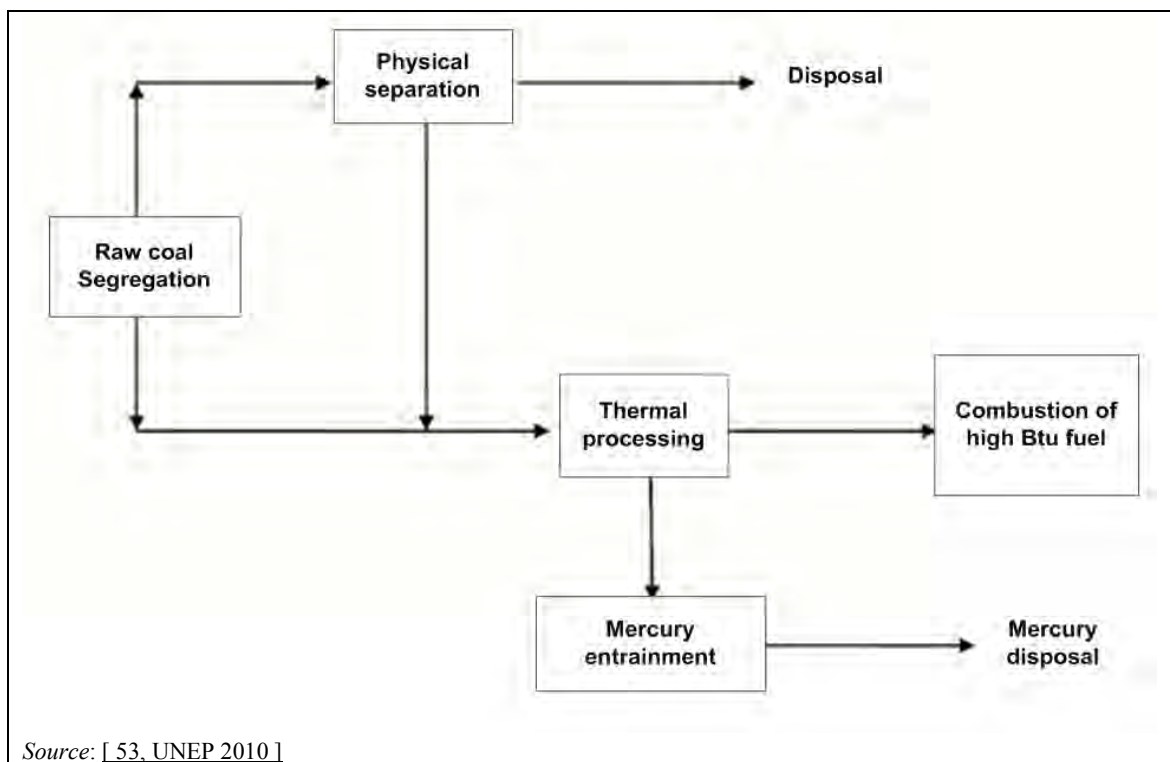 Physical
separation
Disposal
Raw coal
Segregation
Thermal
processing
Combustion of
high Btu fuel
Mercury
entrainment
Mercury
disposal
Source: [ 53, UNEP 2010 ]